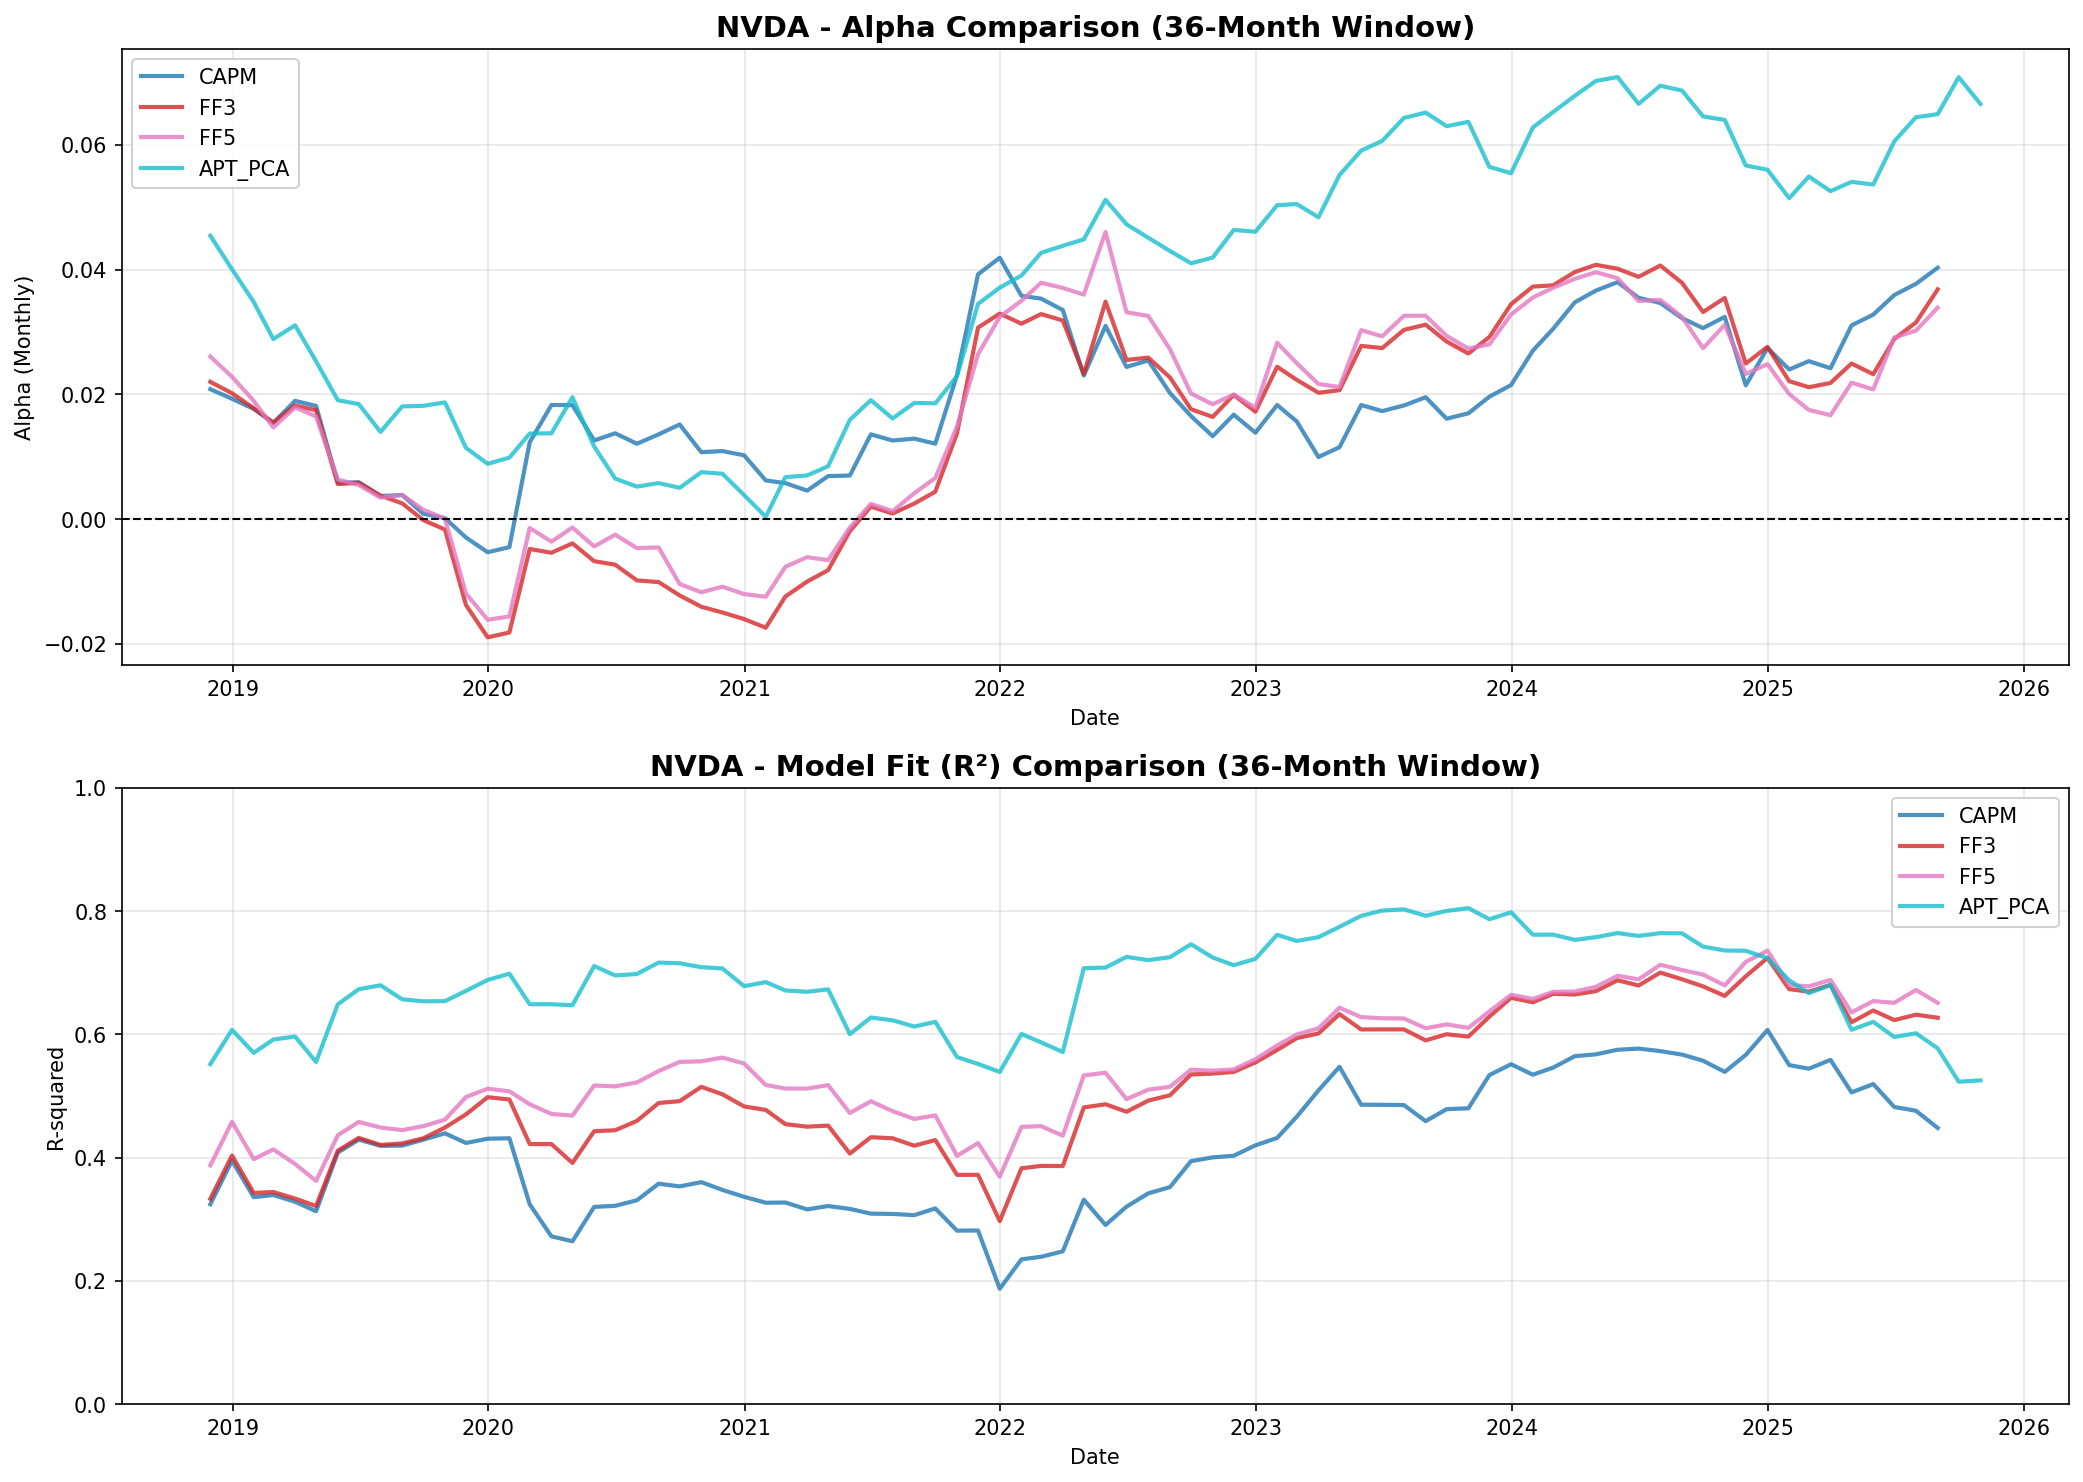 NVDA - Alpha Comparison (36-Month Window)
CAPM
FF3
FF5
APT_PCA
Alpha (Monthly)
0.06
0.04
0.02
0.00
−0.02
2019 2020 2021 2022 2023 2024 2025 2026
Date
NVDA - Model Fit (R²) Comparison (36-Month Window)
CAPM
FF3
FF5
APT_PCA
R-squared
1.0
0.8
0.6
0.4
0.2
0.0
2019 2020 2021 2022 2023 2024 2025 2026
Date